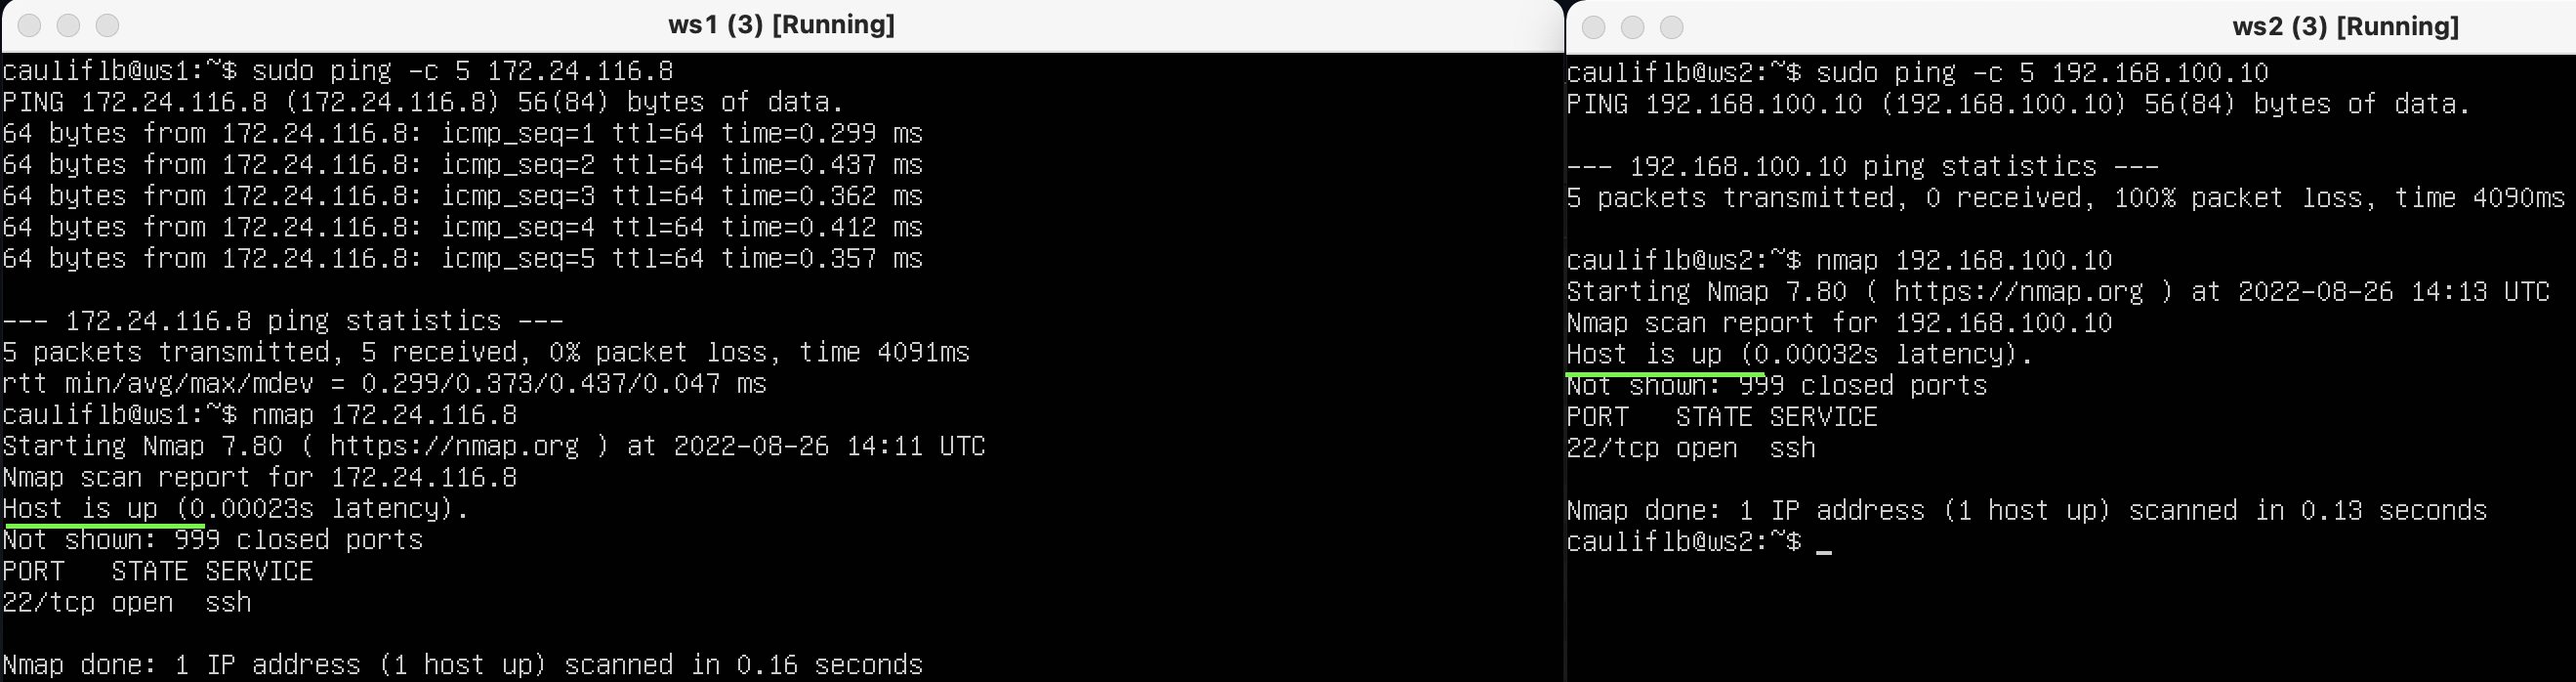 ws1 (3) [Running]
cauliflb@ws1:~$ sudo ping -c 5 172.24.116.8
PING 172.24.116.8 (172.24.116.8) 56(84) bytes of data.
64 bytes from 172.24.116.8: icmp_seq=1 ttl=64 time=0.299 ms
64 bytes from 172.24.116.8: icmp_seq=2 ttl=64 time=0.437 ms
64 bytes from 172.24.116.8: icmp_seq=3 ttl=64 time=0.362 ms
64 bytes from 172.24.116.8: icmp_seq=4 ttl=64 time=0.412 ms
64 bytes from 172.24.116.8: icmp_seq=5 ttl=64 time=0.357 ms
--- 172.24.116.8 ping statistics ---
5 packets transmitted, 5 received, 0% packet loss, time 4091ms
rtt min/avg/max/mdev = 0.299/0.373/0.437/0.047 ms
cauliflb@ws1:~$ nmap 172.24.116.8
Starting Nmap 7.80 ( https://nmap.org ) at 2022-08-26 14:11 UTC
Nmap scan report for 172.24.116.8
Host is up (0.00023s latency).
Not shown: 999 closed ports
PORT   STATE SERVICE
22/tcp open  ssh
Nmap done: 1 IP address (1 host up) scanned in 0.16 seconds
ws2 (3) [Running]
cauliflb@ws2:~$ sudo ping -c 5 192.168.100.10
PING 192.168.100.10 (192.168.100.10) 56(84) bytes of data.
--- 192.168.100.10 ping statistics ---
5 packets transmitted, 0 received, 100% packet loss, time 4090ms
cauliflb@ws2:~$ nmap 192.168.100.10
Starting Nmap 7.80 ( https://nmap.org ) at 2022-08-26 14:13 UTC
Nmap scan report for 192.168.100.10
Host is up (0.00032s latency).
Not shown: 999 closed ports
PORT   STATE SERVICE
22/tcp open  ssh
Nmap done: 1 IP address (1 host up) scanned in 0.13 seconds
cauliflb@ws2:~$ _